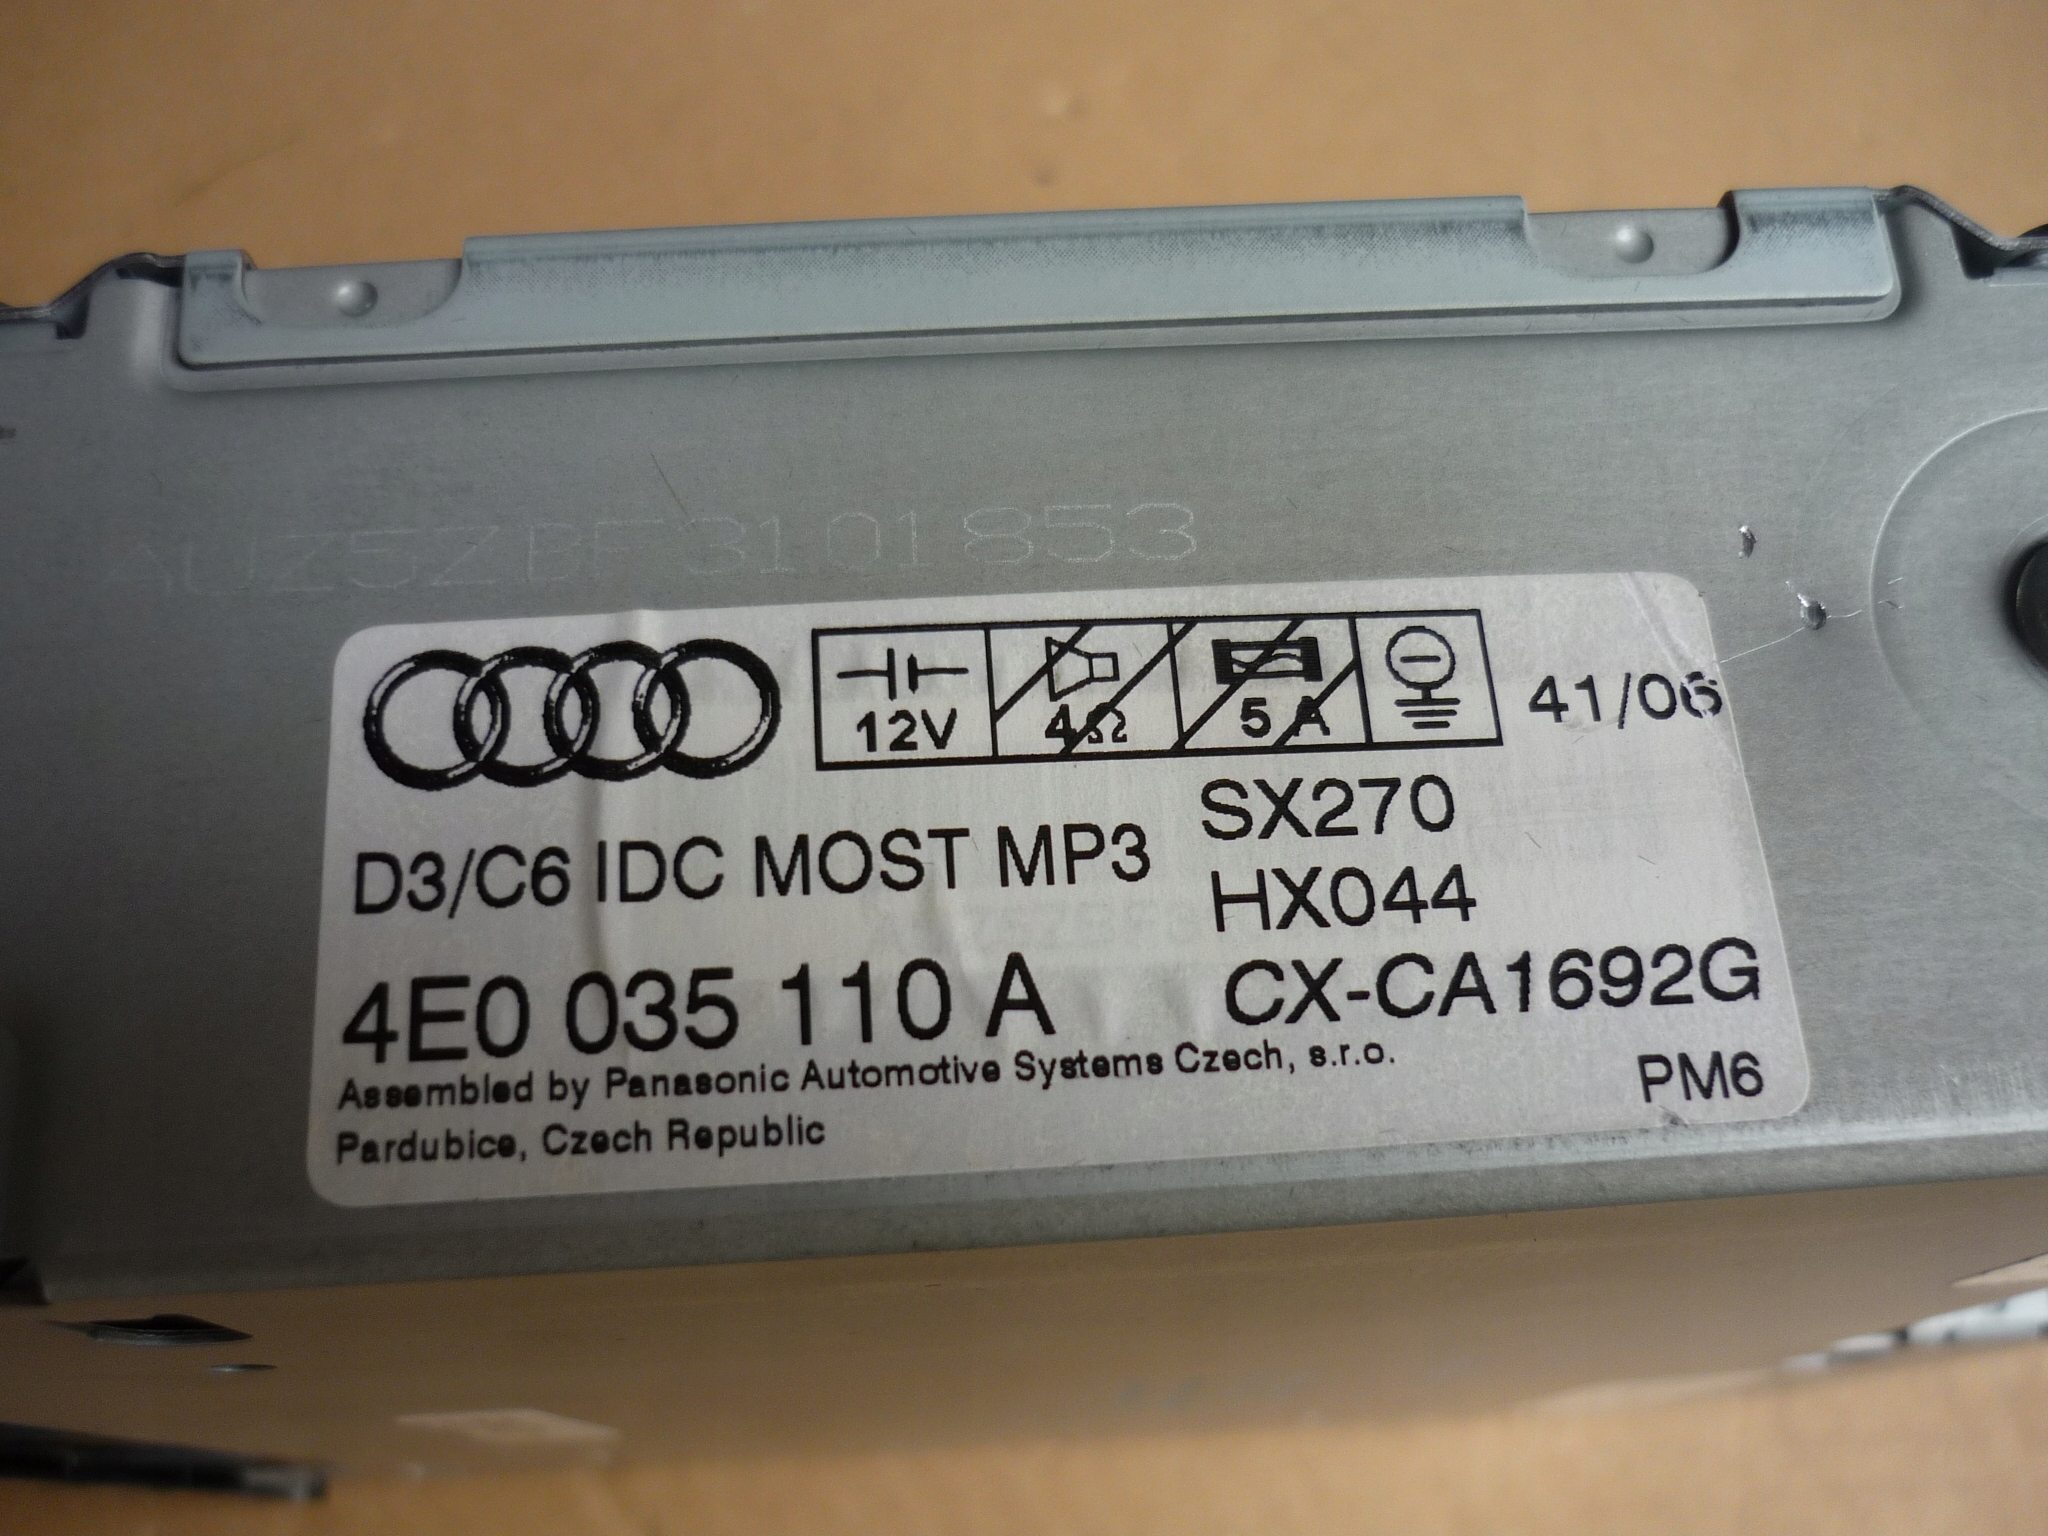 AUZ5ZBF3101853
12V 4Ω 5 A 41/06
SX270
D3/C6 IDC MOST MP3
HX044
4E0 035 110 A CX-CA1692G
Assembled by Panasonic Automotive Systems Czech, s.r.o.
Pardubice, Czech Republic
PM6